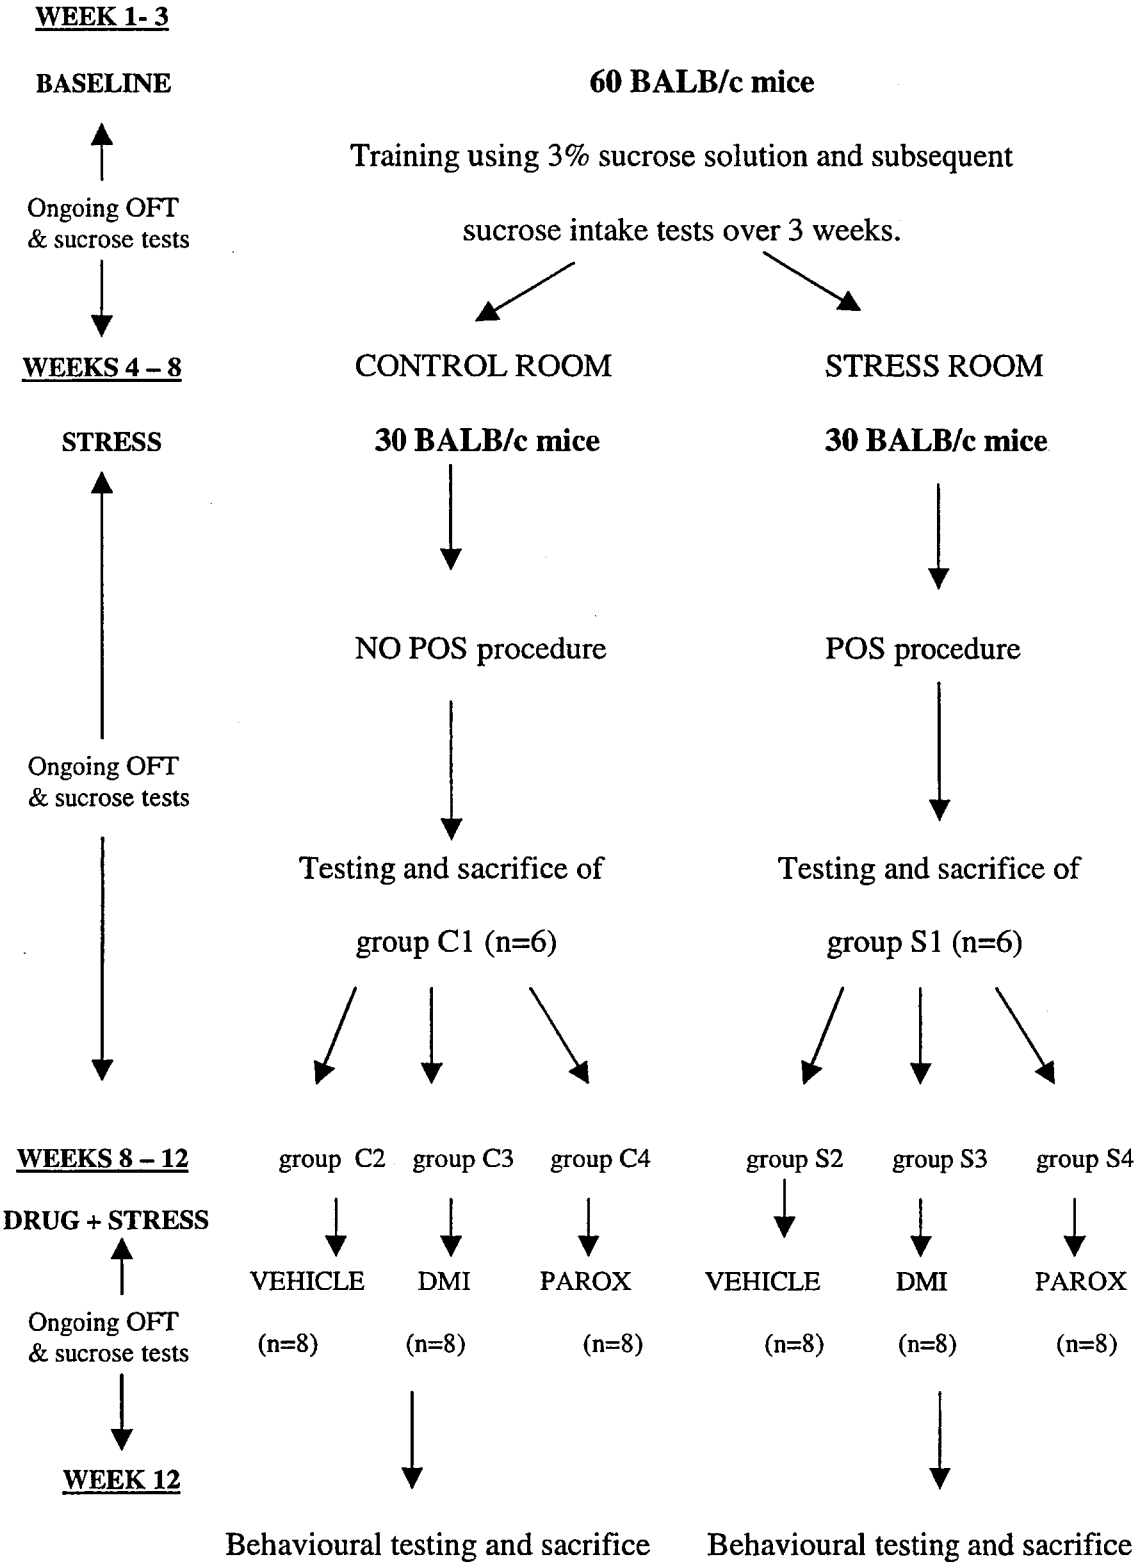 WEEK 1- 3
BASELINE
60 BALB/c mice
Training using 3% sucrose solution and subsequent
sucrose intake tests over 3 weeks.
Ongoing OFT
& sucrose tests
WEEKS 4 – 8
CONTROL ROOM
STRESS ROOM
STRESS
30 BALB/c mice
30 BALB/c mice
NO POS procedure
POS procedure
Ongoing OFT
& sucrose tests
Testing and sacrifice of
group C1 (n=6)
Testing and sacrifice of
group S1 (n=6)
WEEKS 8 – 12
group C2
group C3
group C4
group S2
group S3
group S4
DRUG + STRESS
VEHICLE
DMI
PAROX
VEHICLE
DMI
PAROX
Ongoing OFT
& sucrose tests
(n=8)
(n=8)
(n=8)
(n=8)
(n=8)
(n=8)
WEEK 12
Behavioural testing and sacrifice
Behavioural testing and sacrifice